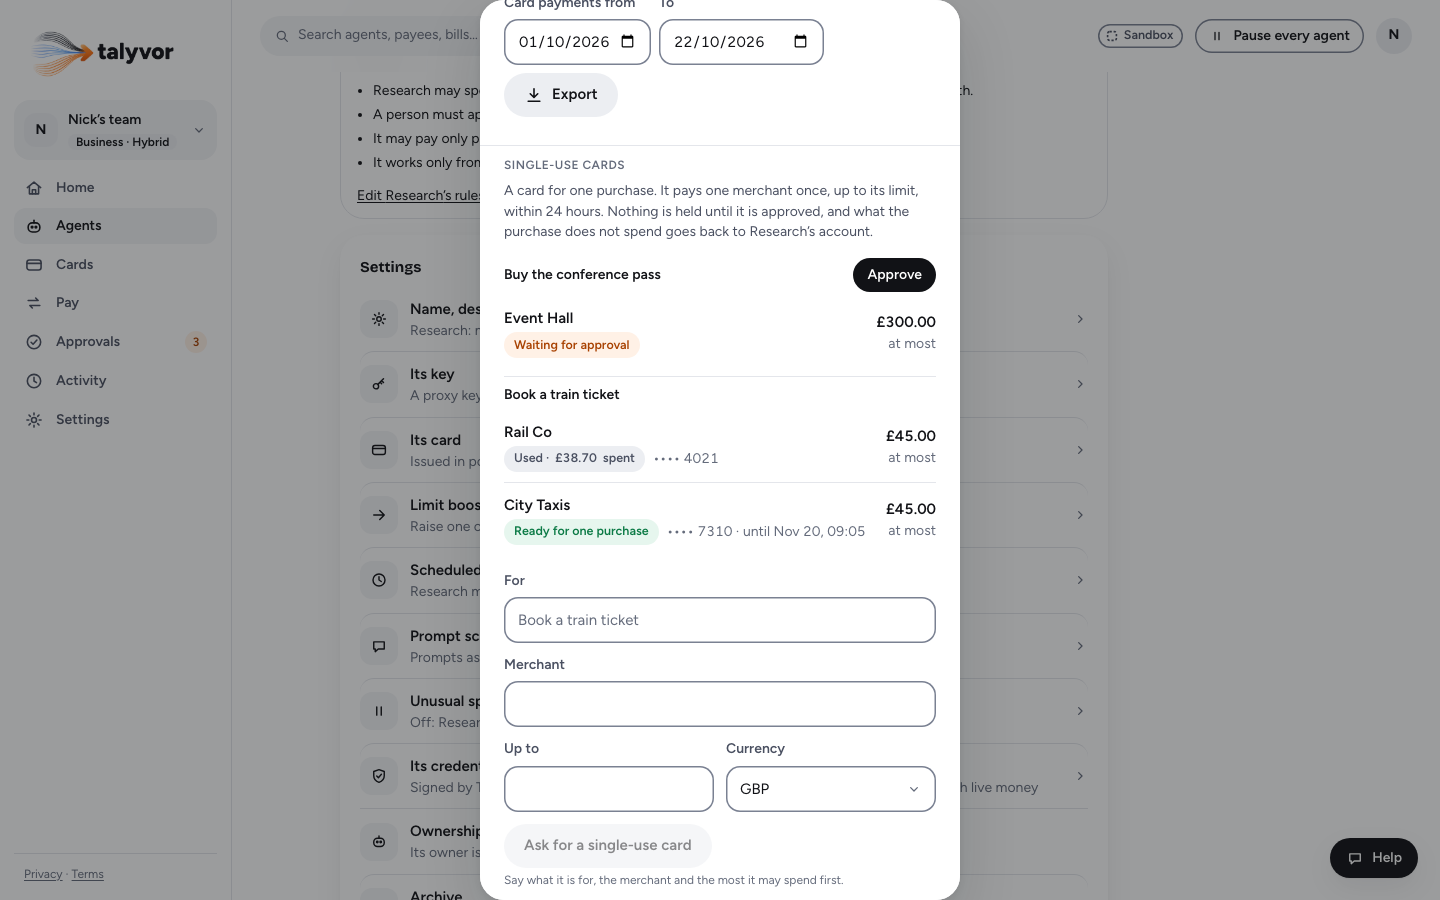 talyvor
Search agents, payees, bills...
Sandbox
Pause every agent
N
N
Nick's team
Business · Hybrid
Home
Agents
Cards
Pay
Approvals
3
Activity
Settings
Privacy · Terms
Research may sp
A person must a
It may pay only p
It works only from
th.
Edit Research's rules
Settings
Name, des
Research: n
Its key
A proxy key
Its card
Issued in po
Limit boos
Raise one o
Scheduled
Research m
Prompt sc
Prompts as
Unusual sp
Off: Resear
Its creden
Signed by T
h live money
Ownership
Its owner is
Archive
Card payments from
To
01/10/2026
22/10/2026
Export
SINGLE-USE CARDS
A card for one purchase. It pays one merchant once, up to its limit,
within 24 hours. Nothing is held until it is approved, and what the
purchase does not spend goes back to Research's account.
Buy the conference pass
Approve
Event Hall
£300.00
Waiting for approval
at most
Book a train ticket
Rail Co
£45.00
Used · £38.70 spent
•••• 4021
at most
City Taxis
£45.00
Ready for one purchase
•••• 7310 · until Nov 20, 09:05
at most
For
Book a train ticket
Merchant
Up to
Currency
GBP
Ask for a single-use card
Say what it is for, the merchant and the most it may spend first.
Help